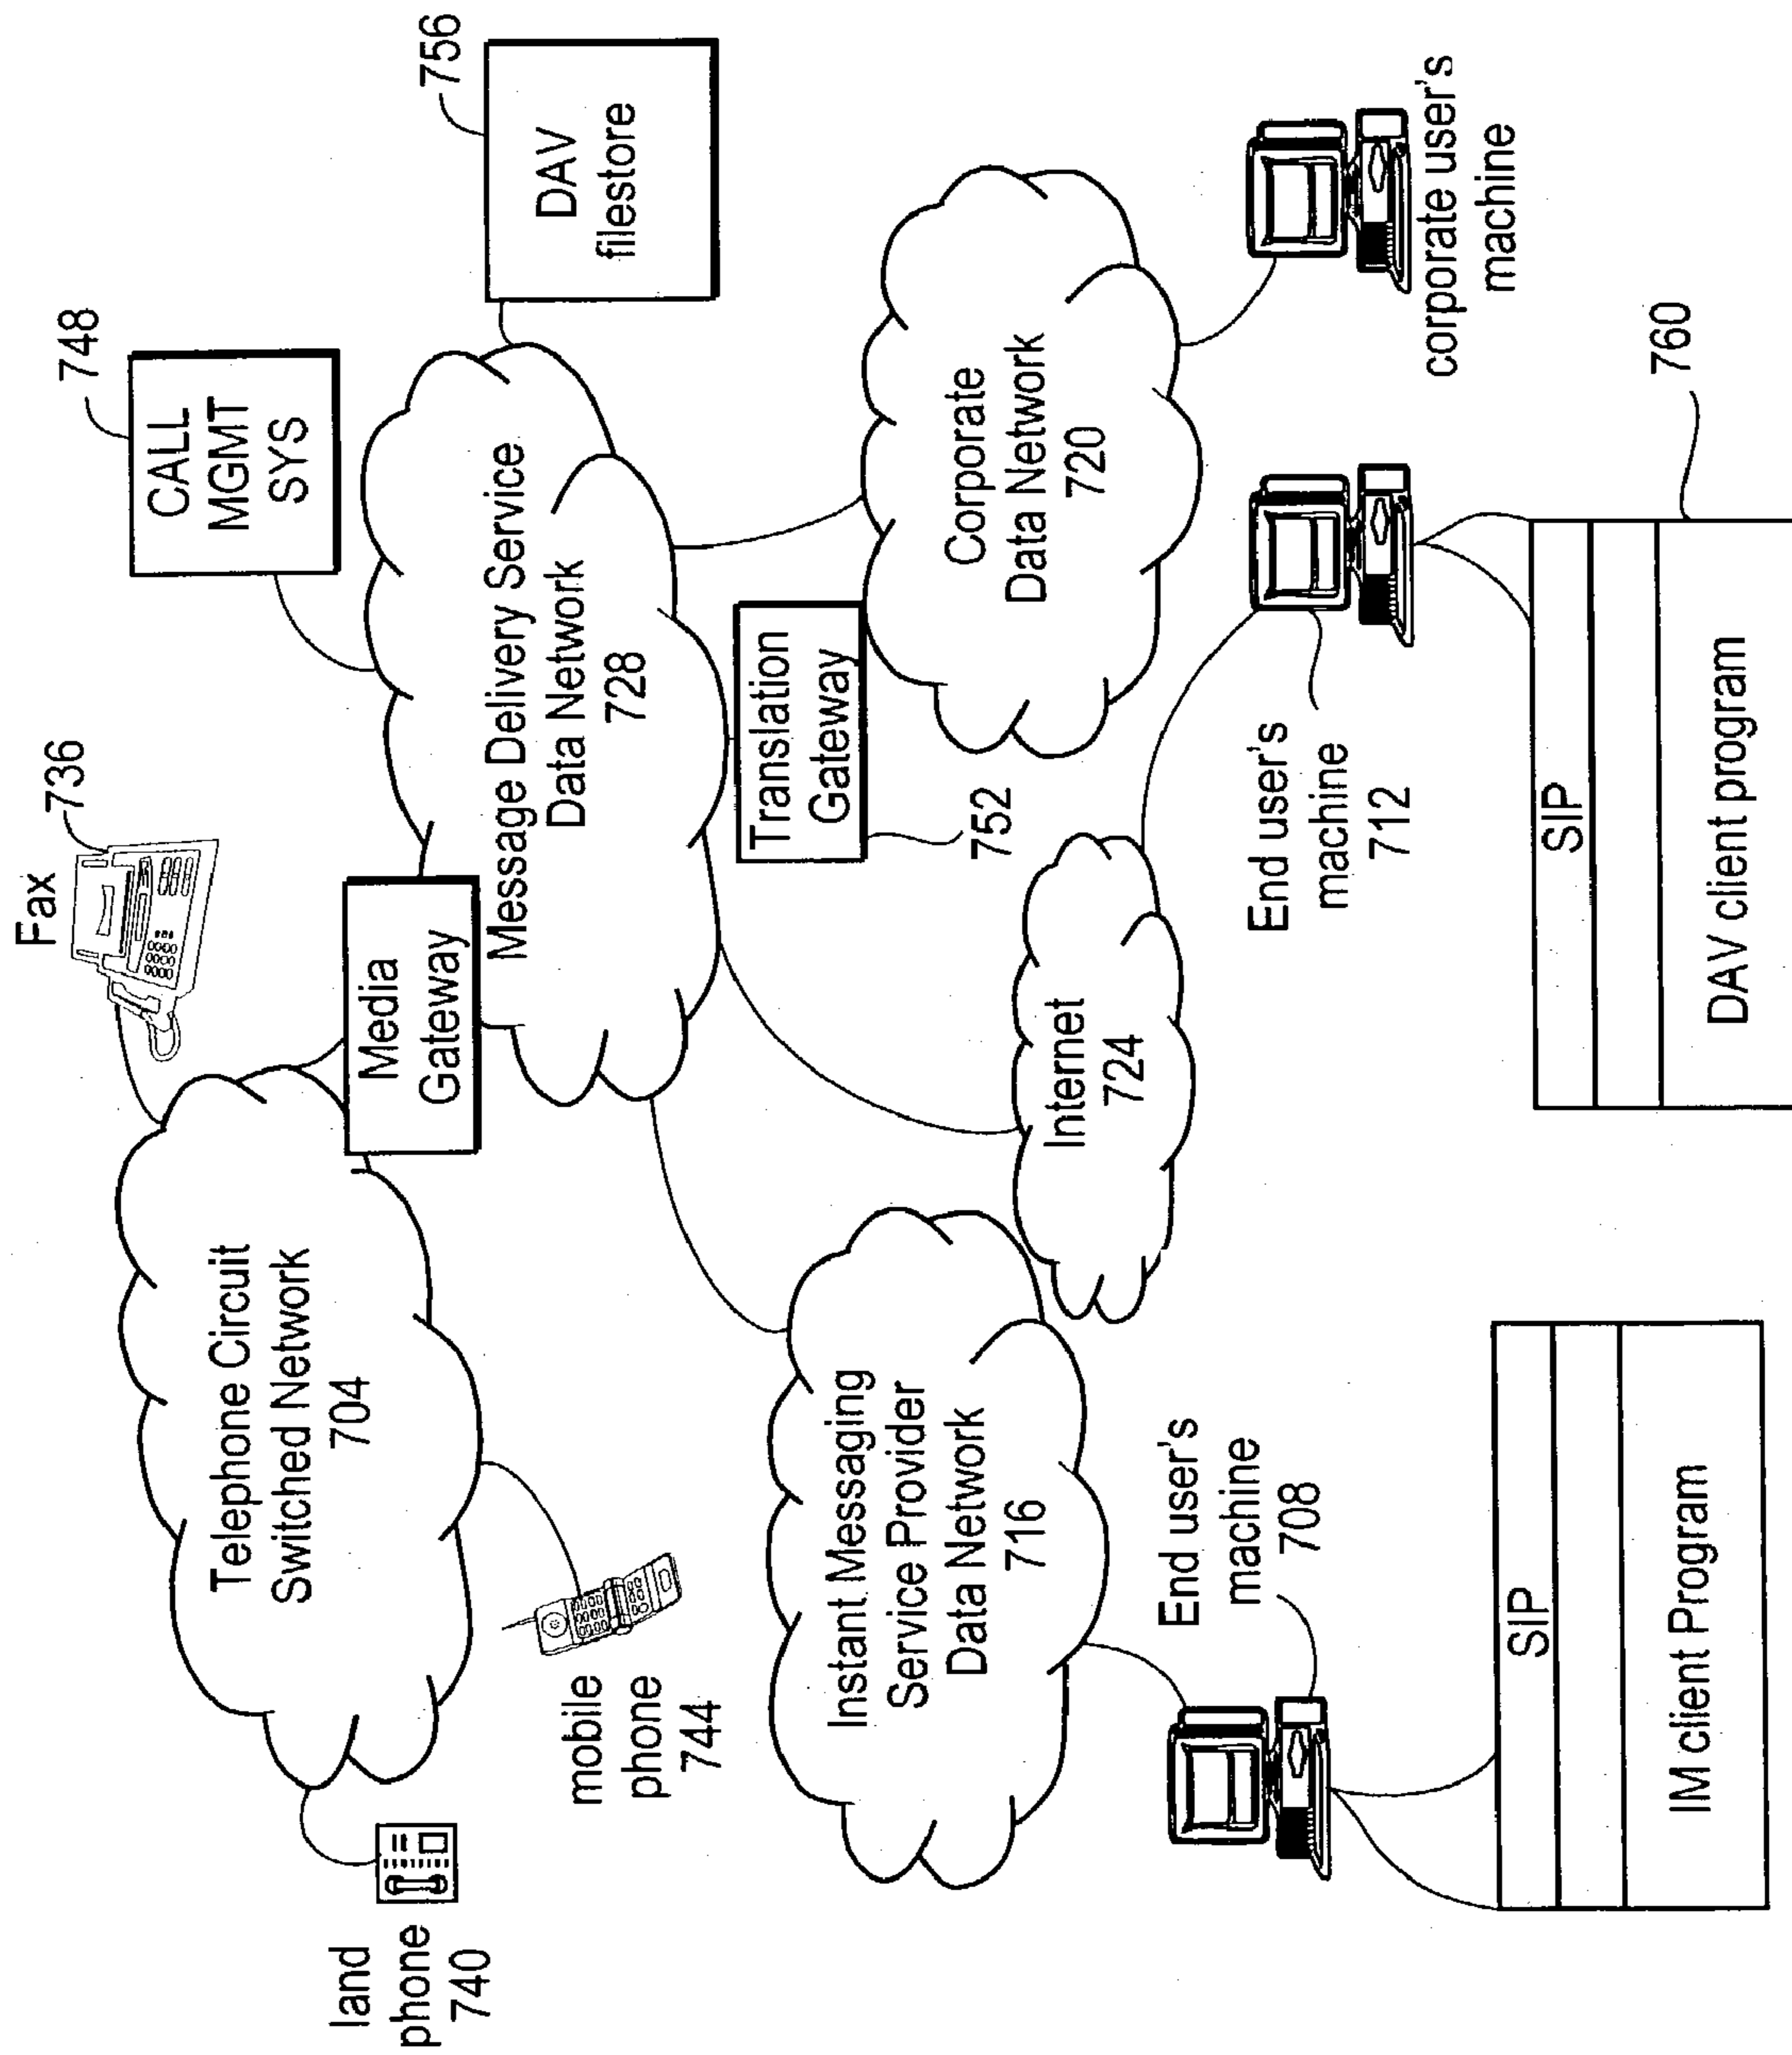 Fax
736
748
CALL
MGMT
SYS
756
DAV
filestore
Telephone Circuit
Switched Network
704
Media
Gateway
Message Delivery Service
Data Network
728
land
phone
740
mobile
phone
744
Translation
Gateway
752
Corporate
Data Network
720
Instant Messaging
Service Provider
Data Network
716
Internet
724
End user's
machine
708
End user's
machine
712
corporate user's
machine
SIP
IM client Program
SIP
DAV client program
760